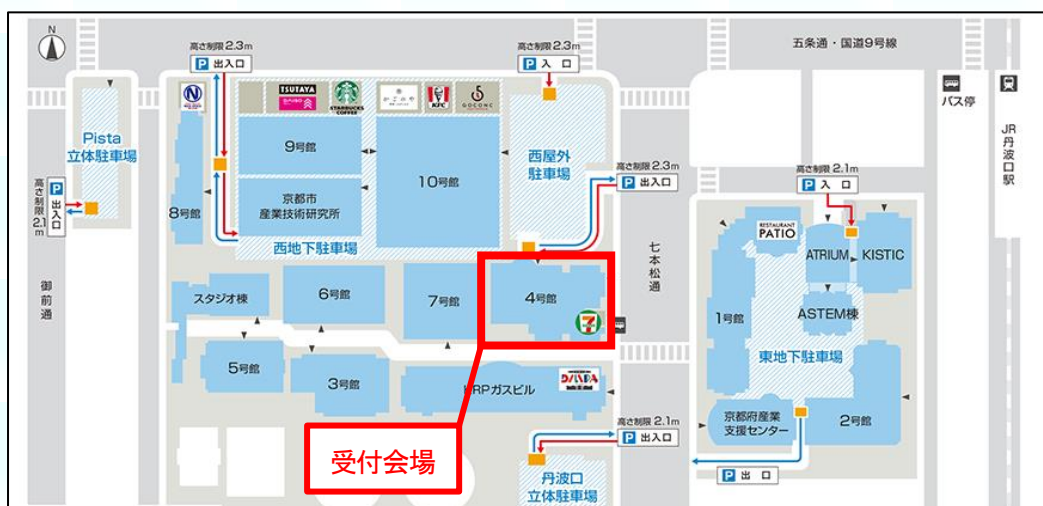 N
高さ制限 2.3m
P 出入口
高さ制限 2.3m
P 入口
五条通・国道9号線
バス停
JR丹波口駅
TSUTAYA
STARBUCKS COFFEE
かごの屋
KFC
GOCONC
Pista
立体駐車場
9号館
10号館
西屋外
駐車場
高さ制限 2.3m
P 出入口
高さ制限 2.1m
P 入口
高さ制限2.1m
P 出入口
8号館
京都市
産業技術研究所
西地下駐車場
RESTAURANT
PATIO
ATRIUM
KISTIC
七本松通
御前通
スタジオ棟
6号館
7号館
4号館
7
1号館
ASTEM棟
東地下駐車場
5号館
3号館
KRPガスビル
京都府産業
支援センター
2号館
高さ制限 2.1m
P 出入口
受付会場
丹波口
立体駐車場
P 出口